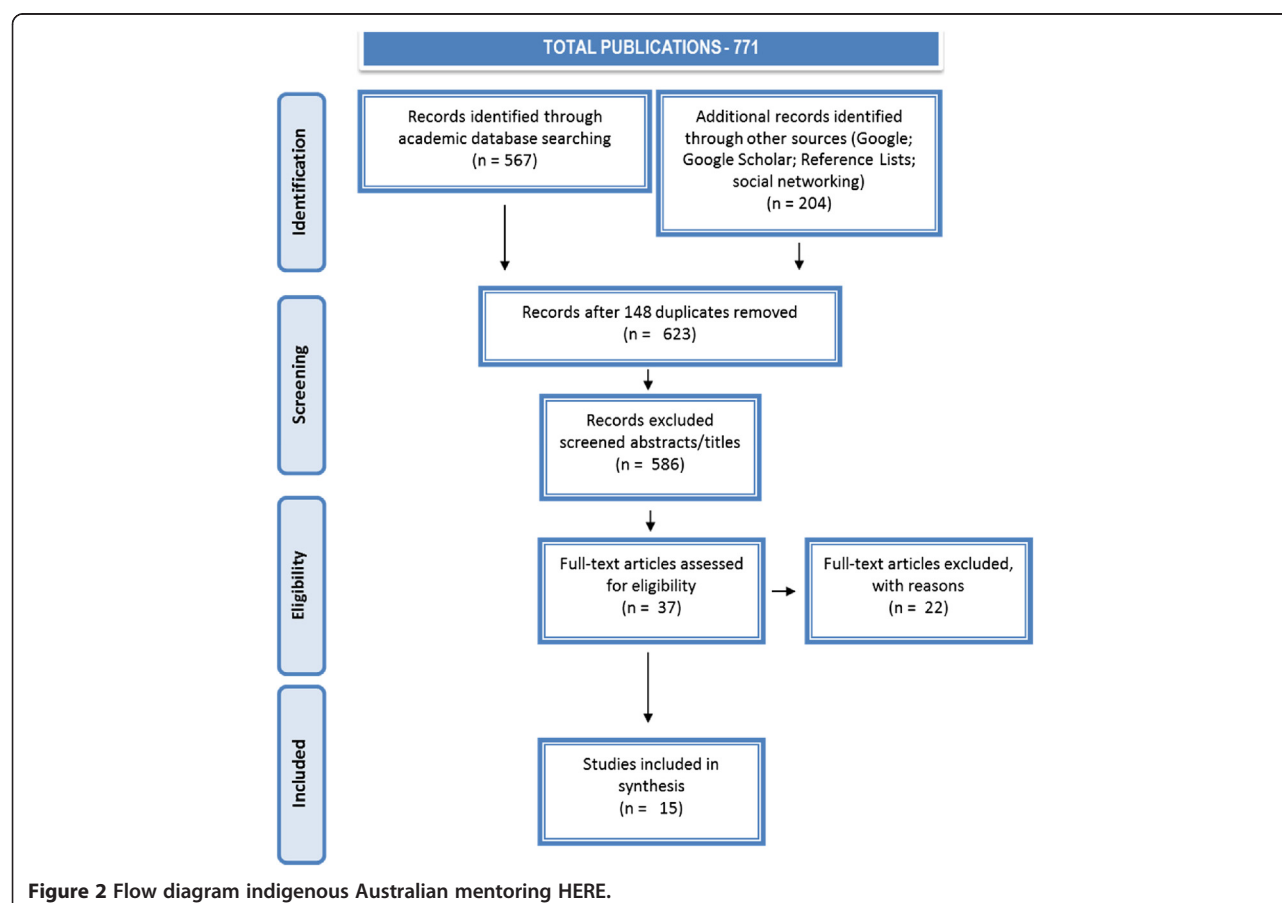 TOTAL PUBLICATIONS - 771
Identification
Records identified through
academic database searching
(n = 567)
Additional records identified
through other sources (Google;
Google Scholar; Reference Lists;
social networking)
(n = 204)
Screening
Records after 148 duplicates removed
(n = 623)
Records excluded
screened abstracts/titles
(n = 586)
Eligibility
Full-text articles assessed
for eligibility
(n = 37)
Full-text articles excluded,
with reasons
(n = 22)
Included
Studies included in
synthesis
(n = 15)
Figure 2 Flow diagram indigenous Australian mentoring HERE.